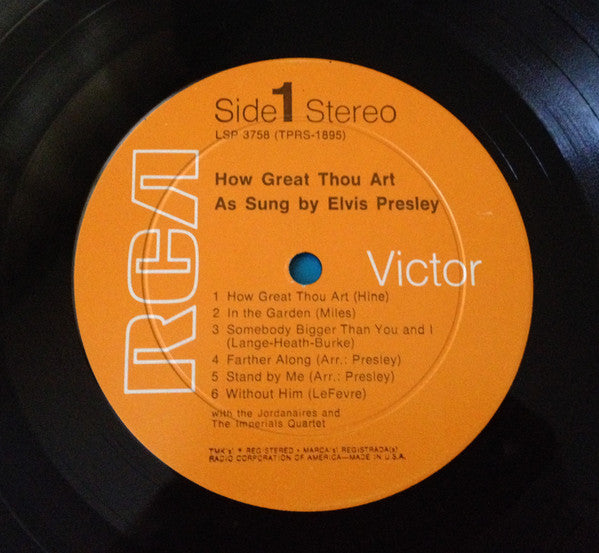 Side 1 Stereo
LSP 3758 (TPRS-1895)
How Great Thou Art
As Sung by Elvis Presley
RCA
Victor
1 How Great Thou Art (Hine)
2 In the Garden (Miles)
3 Somebody Bigger Than You and I
(Lange-Heath-Burke)
4 Farther Along (Arr.: Presley)
5 Stand by Me (Arr.: Presley)
6 Without Him (LeFevre)
with the Jordanaires and
The Imperials Quartet
TMK(s) ® REGISTERED • MARCA(s) REGISTRADA(s)
RADIO CORPORATION OF AMERICA—MADE IN U.S.A.